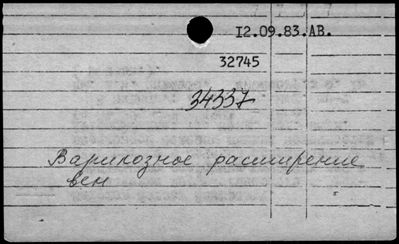 I2.09.83.AB.
32745
34337
Варикозное расширение
вен